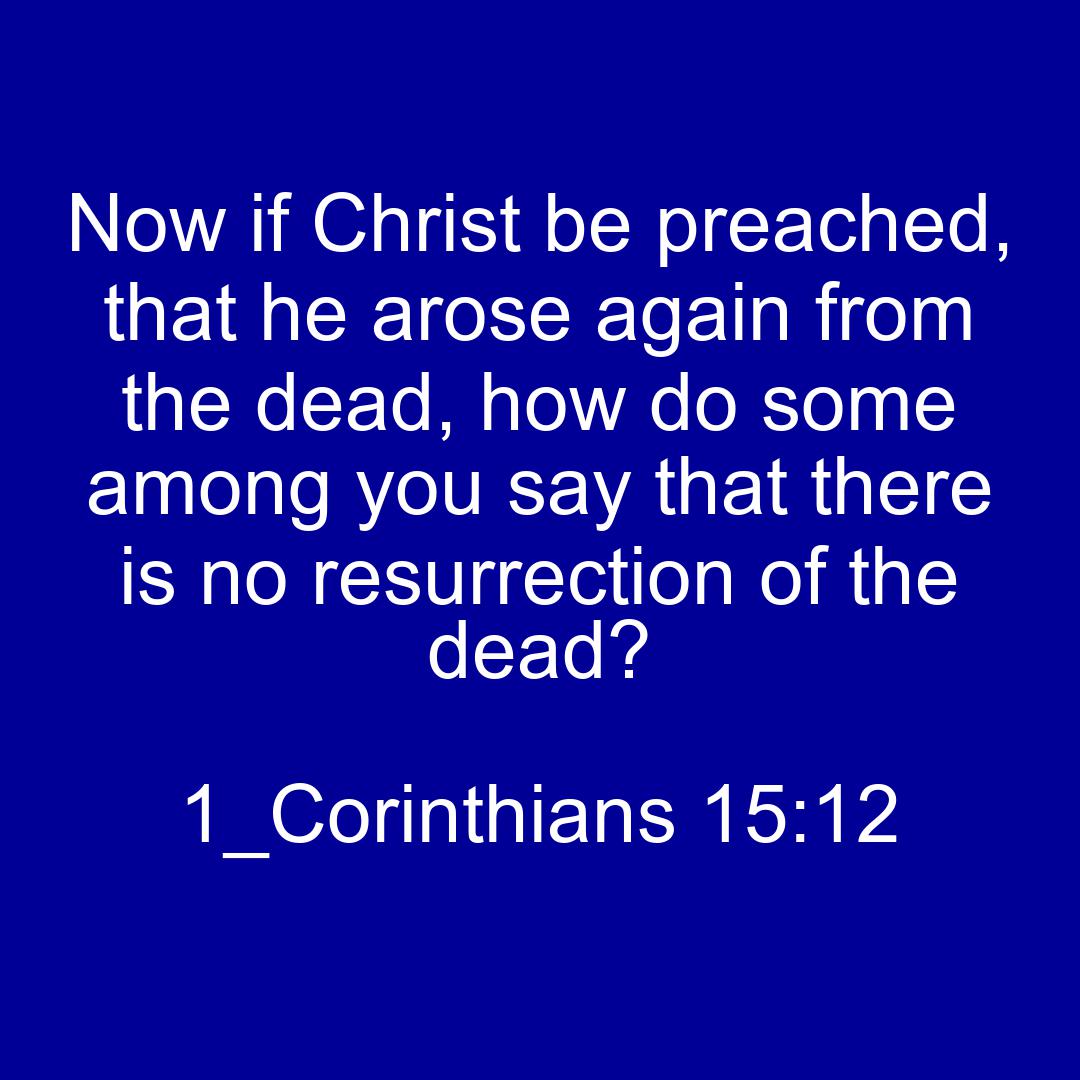 Now if Christ be preached,
that he arose again from
the dead, how do some
among you say that there
is no resurrection of the
dead?
1_Corinthians 15:12